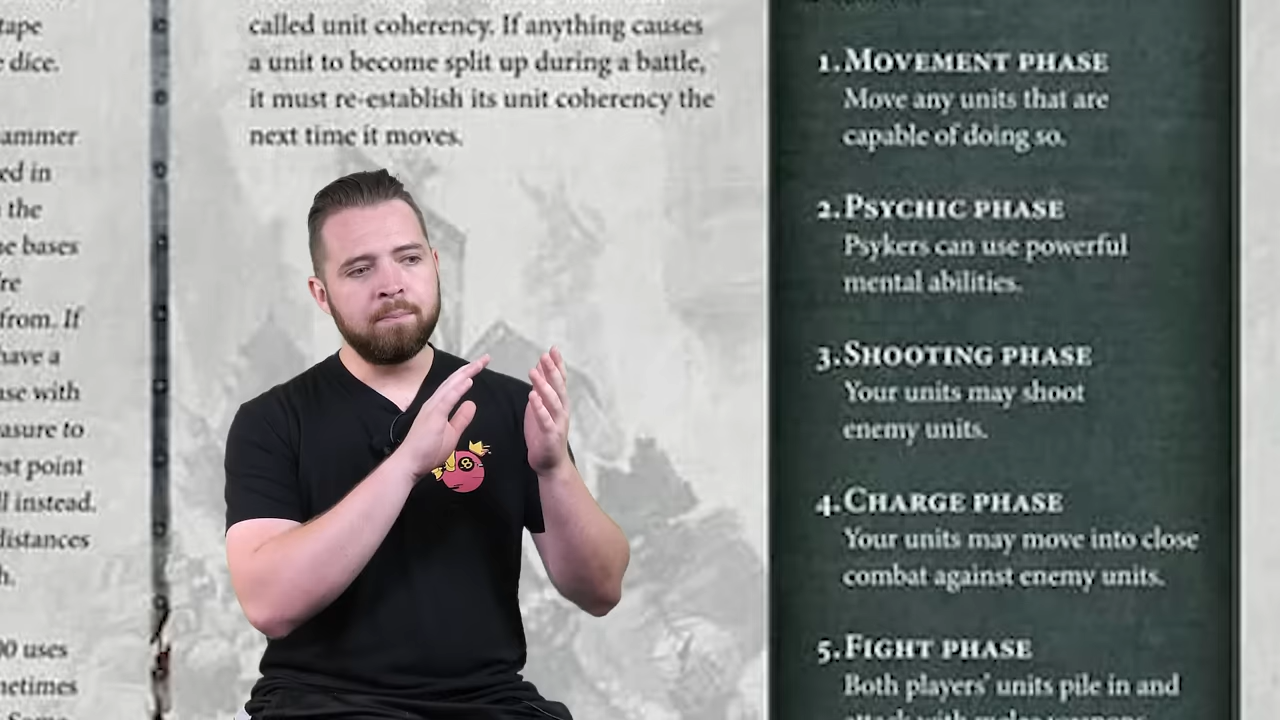 tape
dice.
ammer
ed in
the
e bases
're
from. If
have a
se with
asure to
est point
ll instead.
distances
h.
00 uses
metimes
called unit coherency. If anything causes
a unit to become split up during a battle,
it must re-establish its unit coherency the
next time it moves.
B
1. Movement phase
Move any units that are
capable of doing so.
2. Psychic phase
Psykers can use powerful
mental abilities.
3. Shooting phase
Your units may shoot
enemy units.
4. Charge phase
Your units may move into close
combat against enemy units.
5. Fight phase
Both players' units pile in and